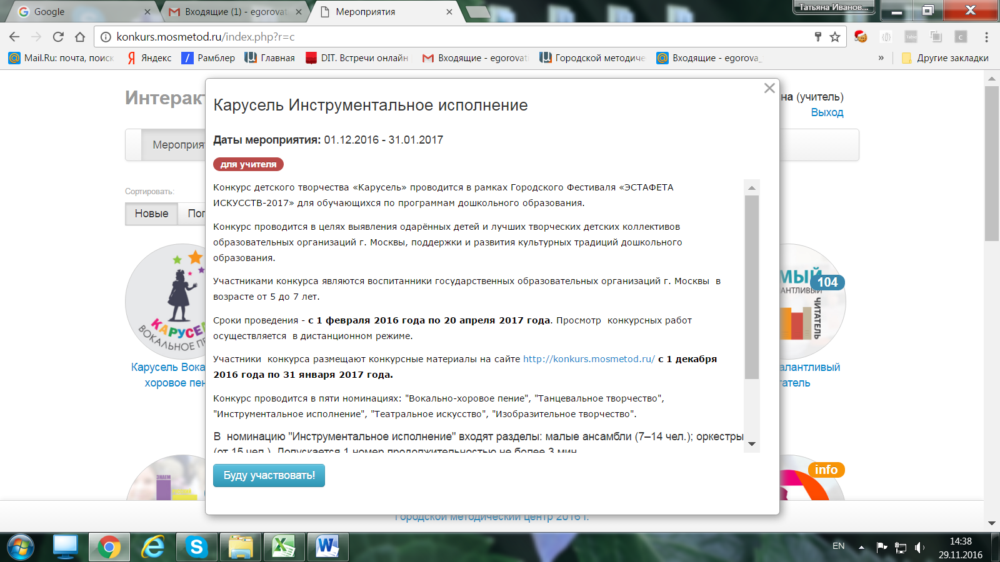 Google
Входящие (1) - egorovat
Мероприятия
Татьяна Иванов...
konkurs.mosmetod.ru/index.php?r=c
Mail.Ru: почта, поиск
Яндекс
Рамблер
Главная
DIT. Встречи онлайн
Входящие - egorovat
Городской методиче
Входящие - egorova_
»
Другие закладки
Интерак
на (учитель)
Выход
Мероприя
Сортировать:
Новые
Поп
Карусель Инструментальное исполнение
Даты мероприятия: 01.12.2016 - 31.01.2017
для учителя
Конкурс детского творчества «Карусель» проводится в рамках Городского Фестиваля «ЭСТАФЕТА
ИСКУССТВ-2017» для обучающихся по программам дошкольного образования.
Конкурс проводится в целях выявления одарённых детей и лучших творческих детских коллективов
образовательных организаций г. Москвы, поддержки и развития культурных традиций дошкольного
образования.
Участниками конкурса являются воспитанники государственных образовательных организаций г. Москвы в
возрасте от 5 до 7 лет.
Сроки проведения - с 1 февраля 2016 года по 20 апреля 2017 года. Просмотр конкурсных работ
осуществляется в дистанционном режиме.
Участники конкурса размещают конкурсные материалы на сайте http://konkurs.mosmetod.ru/ с 1 декабря
2016 года по 31 января 2017 года.
Конкурс проводится в пяти номинациях: "Вокально-хоровое пение", "Танцевальное творчество",
"Инструментальное исполнение", "Театральное искусство", "Изобразительное творчество".
В номинацию "Инструментальное исполнение" входят разделы: малые ансамбли (7–14 чел.); оркестры
(от 15 чел.). Допускается 1 номер продолжительностью не более 3 мин.
Буду участвовать!
КАРУСЕЛ
ВОКАЛЬНОЕ ПЕ
Карусель Вока
хоровое пен
МЫЙ
104
АНТЛИВЫЙ
ЧИТАТЕЛЬ
алантливый
татель
ЗНАЕМ
info
Городской методический центр 2016 г.
EN
14:38
29.11.2016